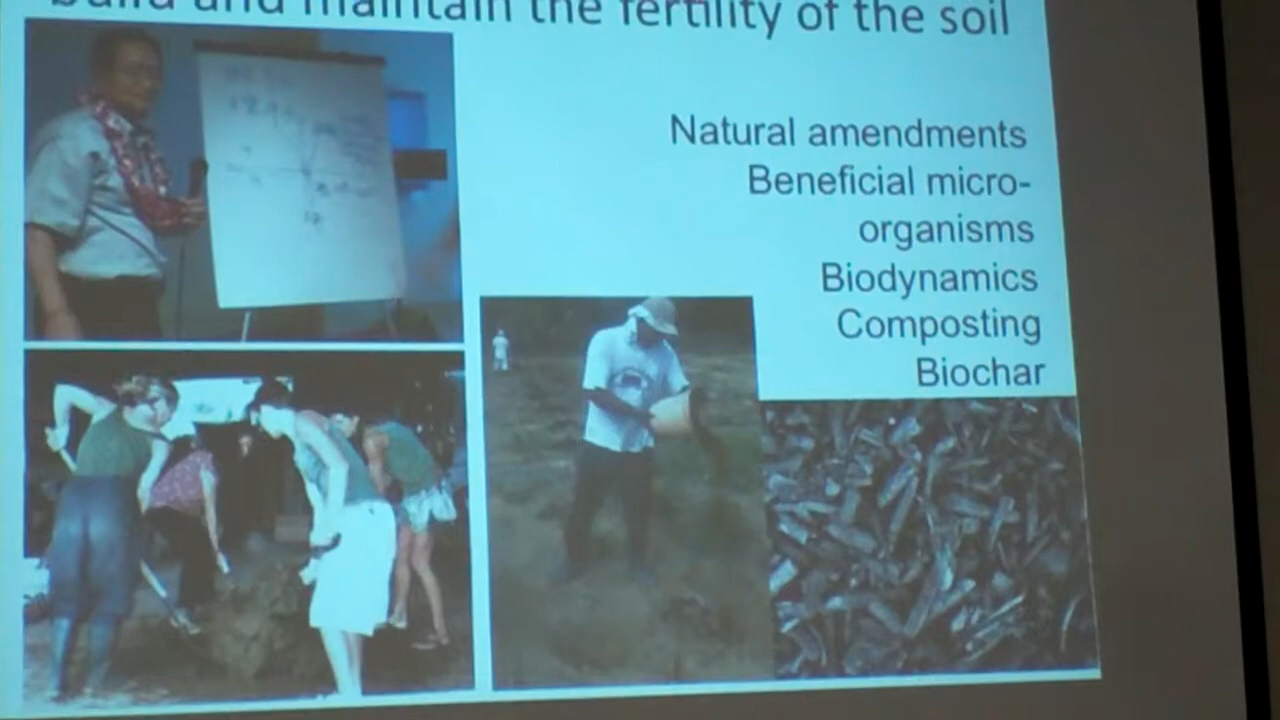 build and maintain the fertility of the soil
Natural amendments
Beneficial micro-
organisms
Biodynamics
Composting
Biochar